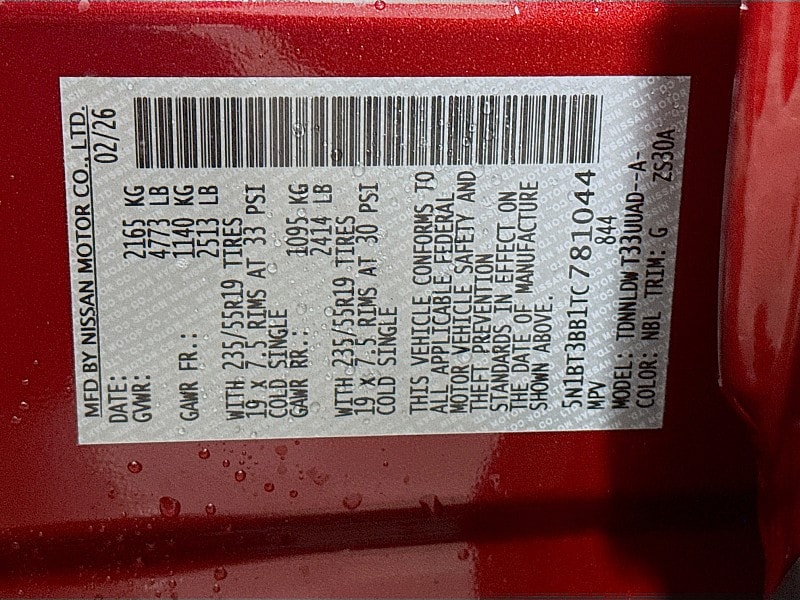 MFD BY NISSAN MOTOR CO., LTD.
DATE: 02/26
GVWR: 2165 KG
4773 LB
GAWR FR.: 1140 KG
2513 LB
WITH 235/55R19 TIRES
19 X 7.5 RIMS AT 33 PSI
COLD SINGLE
GAWR RR.: 1095 KG
2414 LB
WITH 235/55R19 TIRES
19 X 7.5 RIMS AT 30 PSI
COLD SINGLE
THIS VEHICLE CONFORMS TO
ALL APPLICABLE FEDERAL
MOTOR VEHICLE SAFETY AND
THEFT PREVENTION
STANDARDS IN EFFECT ON
THE DATE OF MANUFACTURE
SHOWN ABOVE.
5N1BT3BB1TC781044
MPV 844
MODEL: TDNNLDW T33UUAD--A-
COLOR: NBL TRIM: G ZS30A